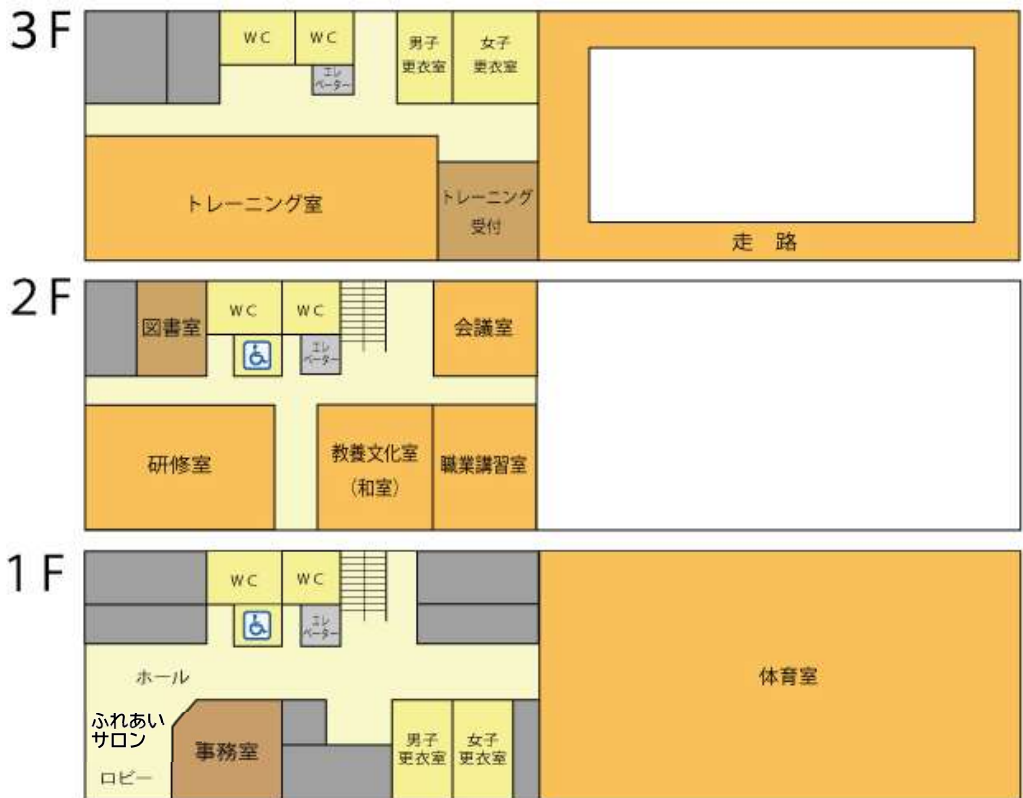 3F
WC
WC
エレ
ベーター
男子
更衣室
女子
更衣室
トレーニング室
トレーニング
受付
走 路
2F
図書室
WC
WC
エレ
ベーター
会議室
研修室
教養文化室
(和室)
職業講習室
1F
WC
WC
エレ
ベーター
ホール
ふれあい
サロン
ロビー
事務室
男子
更衣室
女子
更衣室
体育室